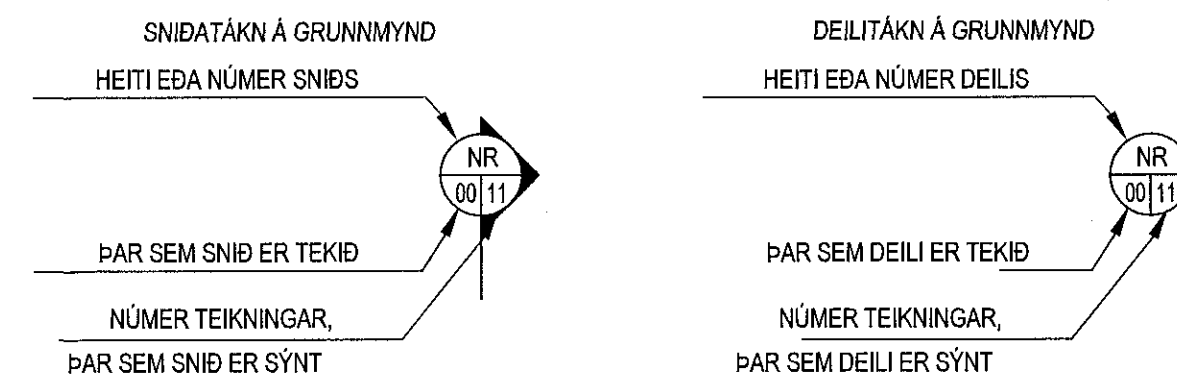 SNIÐATÁKN Á GRUNNMYND
HEITI EÐA NÚMER SNIÐS
NR
00 11
ÞAR SEM SNIÐ ER TEKIÐ
NÚMER TEIKNINGAR,
ÞAR SEM SNIÐ ER SÝNT
DEILITÁKN Á GRUNNMYND
HEITI EÐA NÚMER DEILIS
NR
00 11
ÞAR SEM DEILI ER TEKIÐ
NÚMER TEIKNINGAR,
ÞAR SEM DEILI ER SÝNT